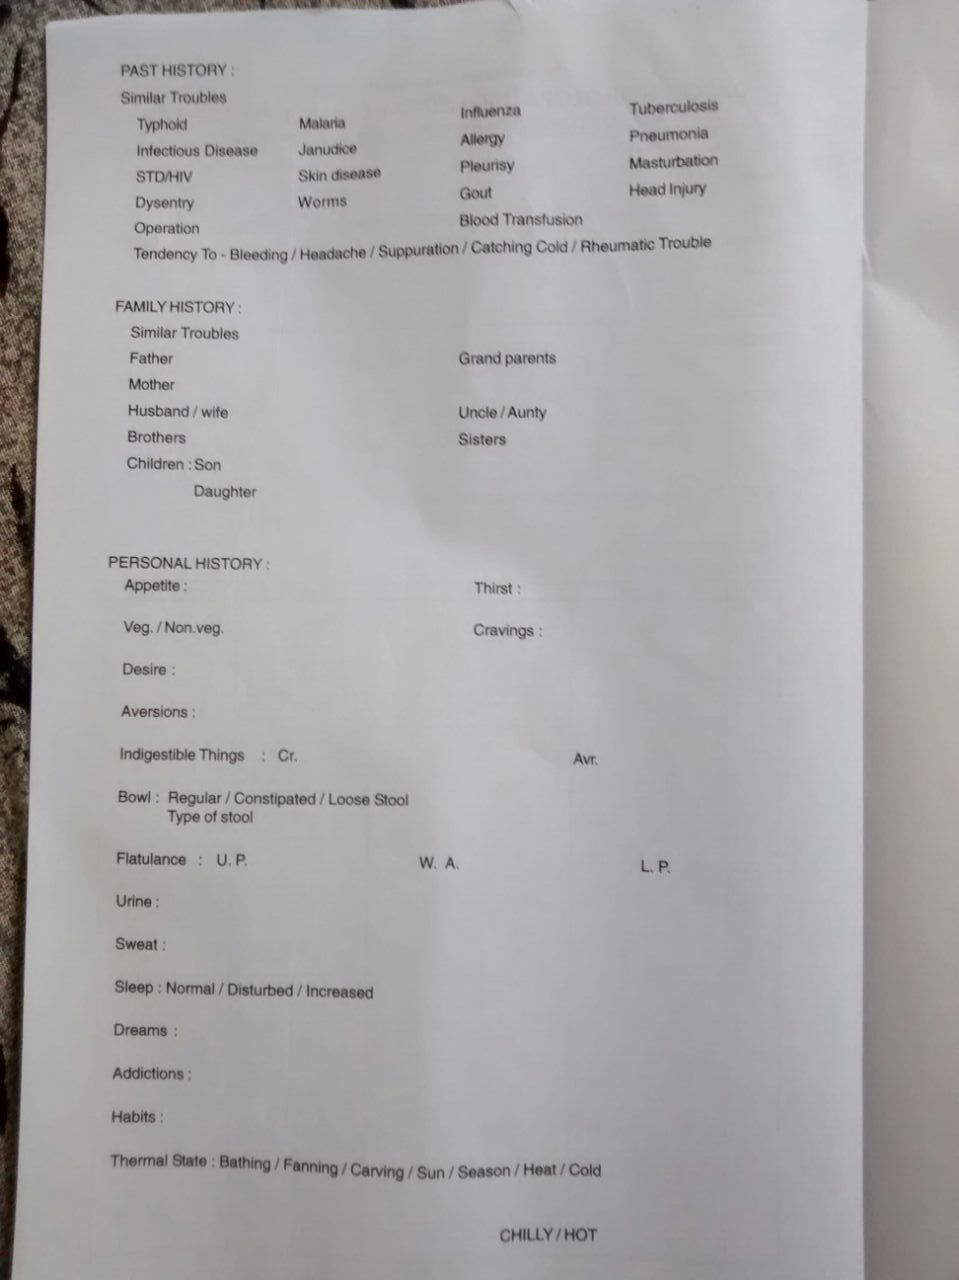 PAST HISTORY :
Similar Troubles
Typhoid Malaria Influenza Tuberculosis
Infectious Disease Janudice Allergy Pneumonia
STD/HIV Skin disease Pleurisy Masturbation
Dysentry Worms Gout Head Injury
Operation Blood Transfusion
Tendency To - Bleeding / Headache / Suppuration / Catching Cold / Rheumatic Trouble
FAMILY HISTORY :
Similar Troubles
Father Grand parents
Mother
Husband / wife Uncle / Aunty
Brothers Sisters
Children : Son
Daughter
PERSONAL HISTORY :
Appetite : Thirst :
Veg. / Non.veg. Cravings :
Desire :
Aversions :
Indigestible Things : Cr. Avr.
Bowl : Regular / Constipated / Loose Stool
Type of stool
Flatulance : U. P. W. A. L. P.
Urine :
Sweat :
Sleep : Normal / Disturbed / Increased
Dreams :
Addictions :
Habits :
Thermal State : Bathing / Fanning / Carving / Sun / Season / Heat / Cold
CHILLY / HOT